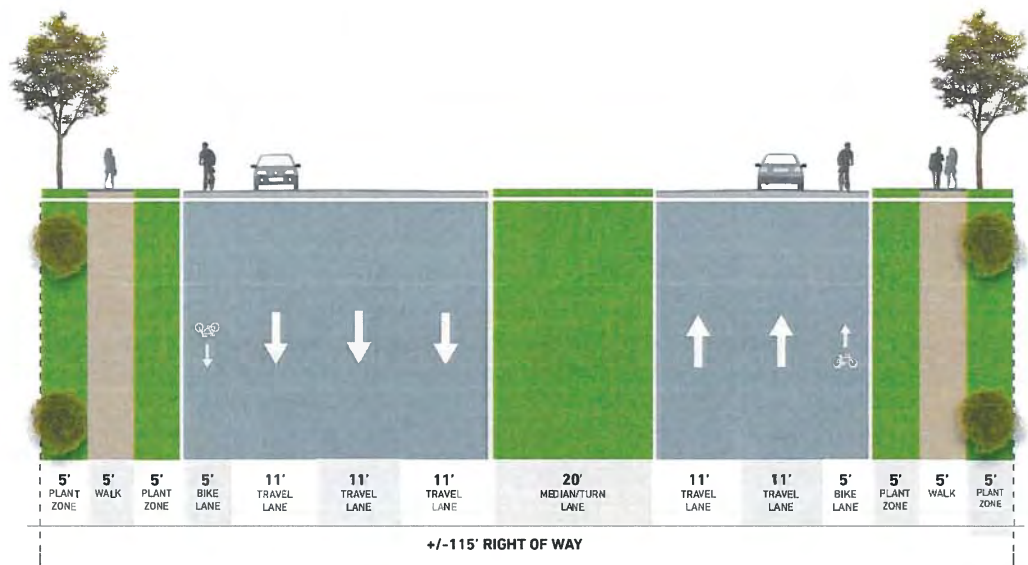 5'
PLANT
ZONE
5'
WALK
5'
PLANT
ZONE
5'
BIKE
LANE
11'
TRAVEL
LANE
11'
TRAVEL
LANE
11'
TRAVEL
LANE
20'
MEDIAN/TURN
LANE
11'
TRAVEL
LANE
11'
TRAVEL
LANE
5'
BIKE
LANE
5'
PLANT
ZONE
5'
WALK
5'
PLANT
ZONE
+/-115' RIGHT OF WAY